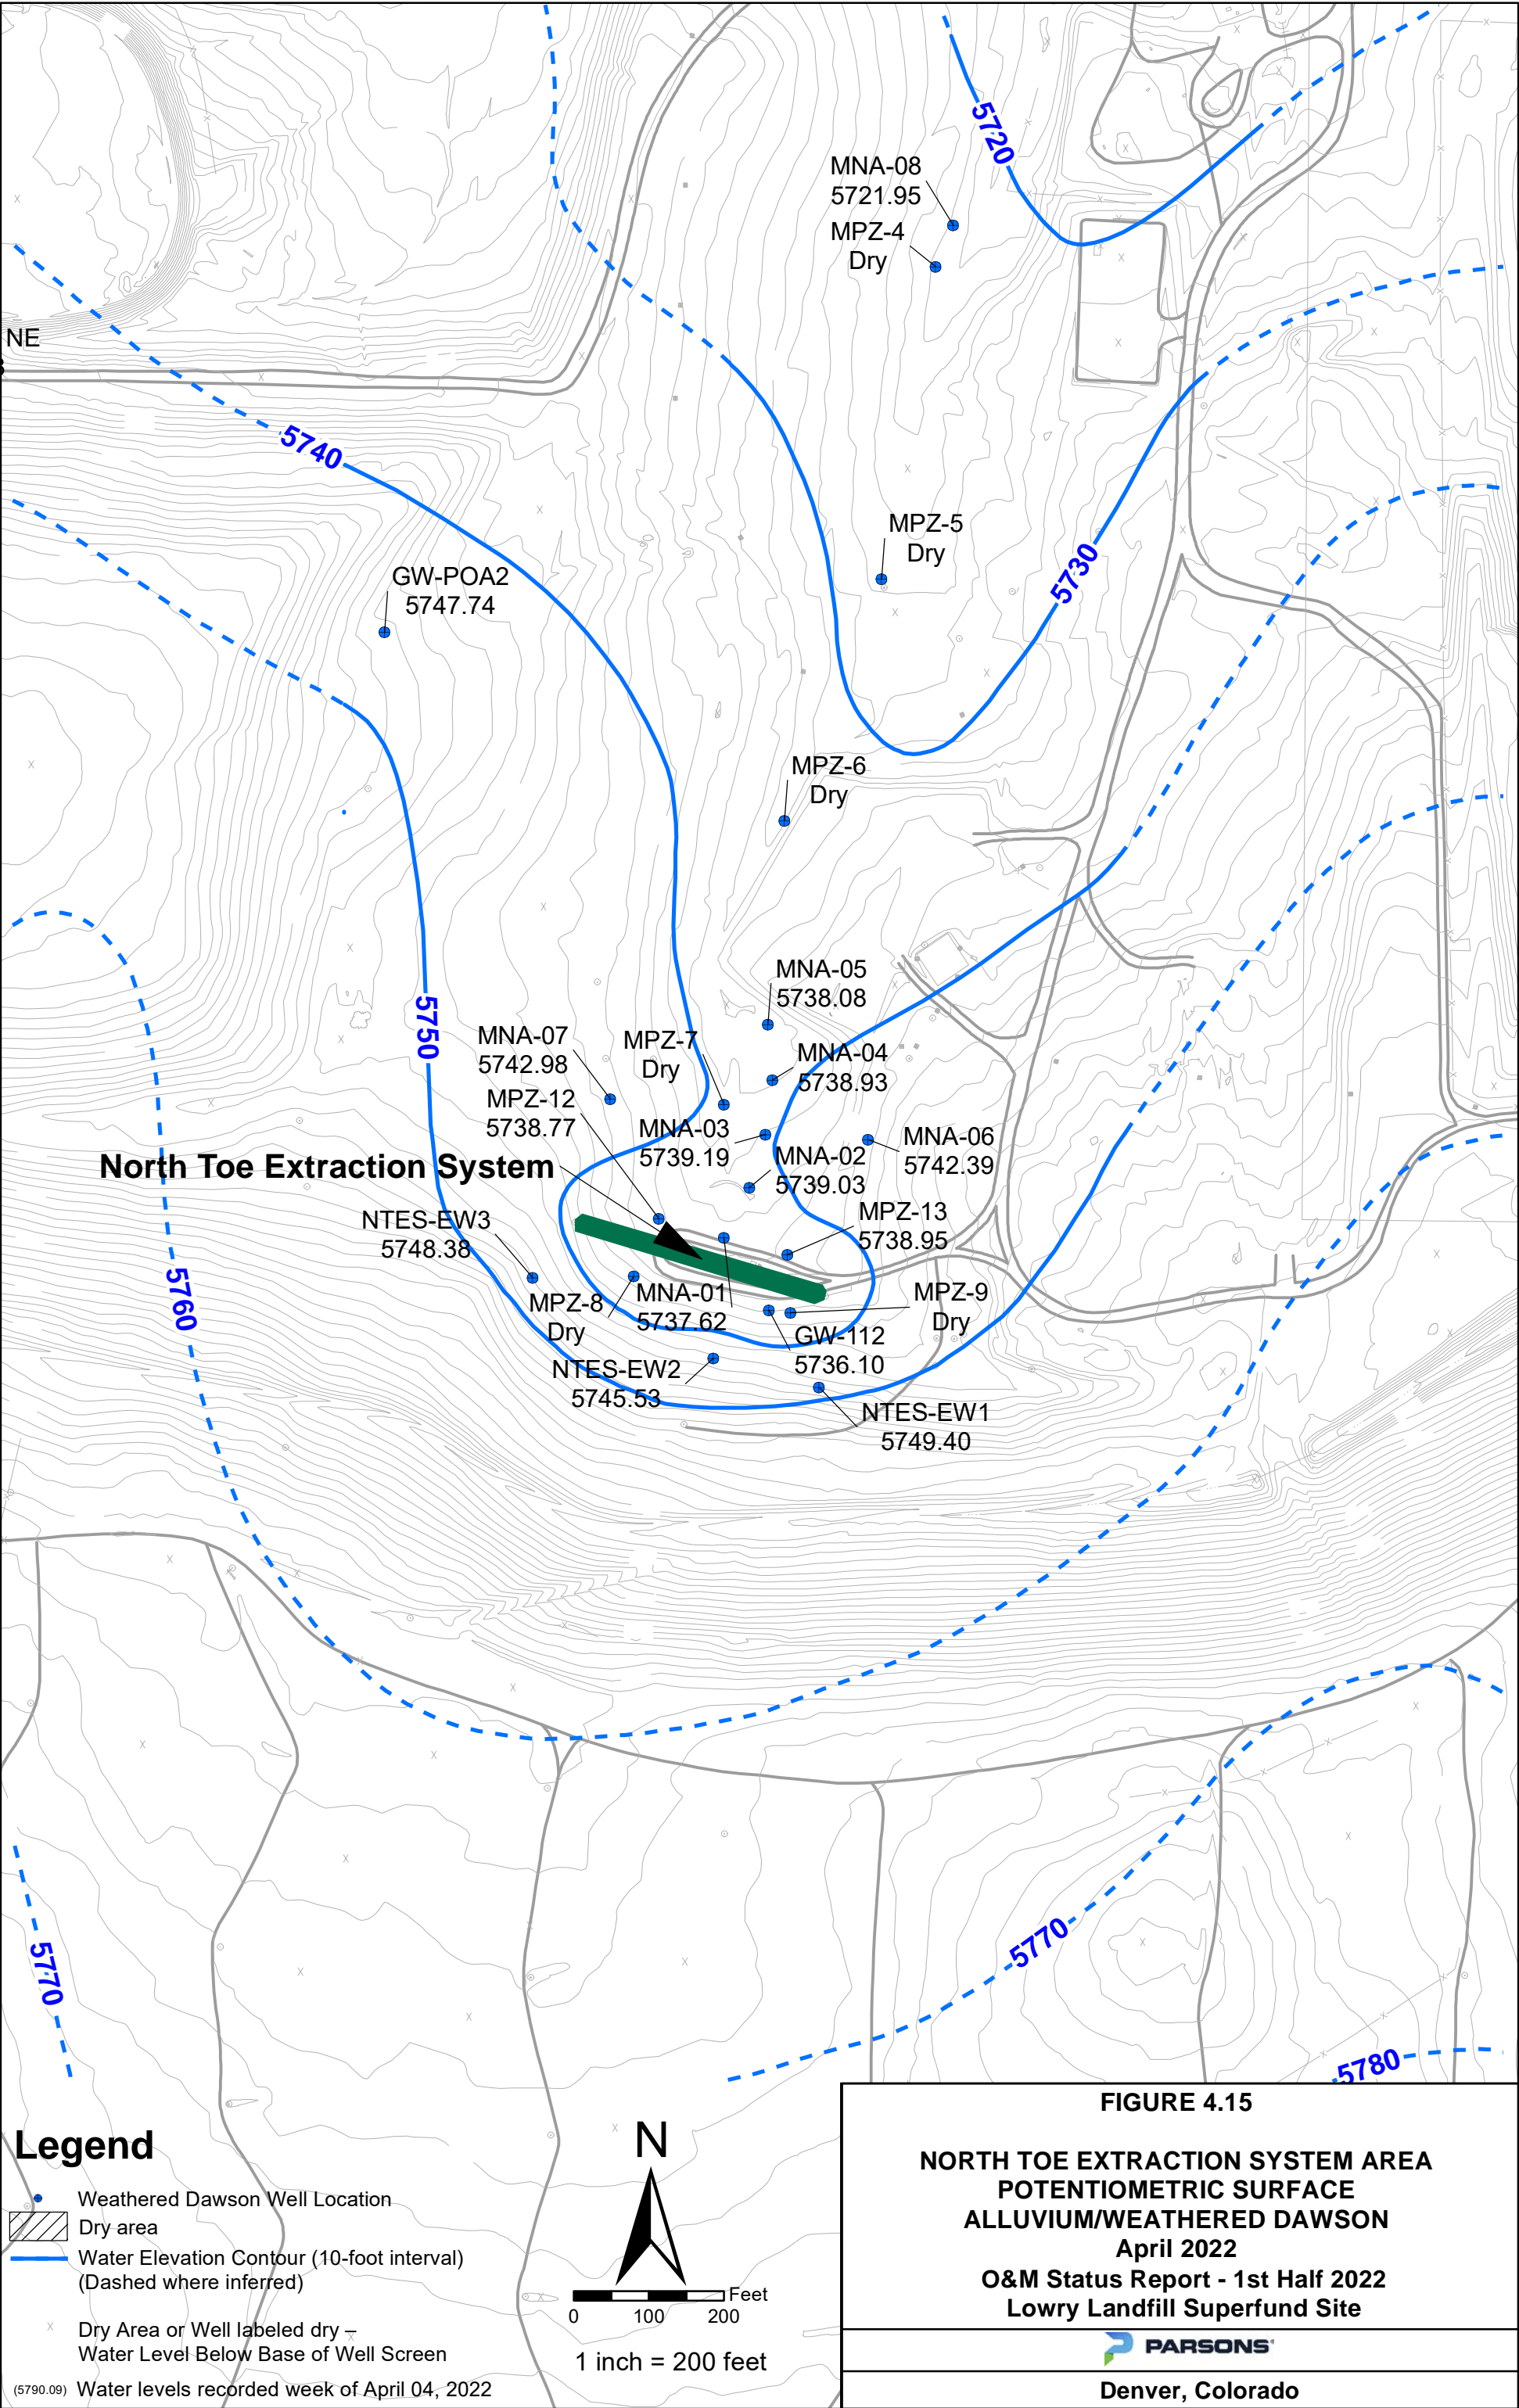 5720
MNA-08
5721.95
MPZ-4
Dry
NE
5740
MPZ-5
Dry
5730
GW-POA2
5747.74
MPZ-6
Dry
MNA-05
5738.08
5750
MNA-07
5742.98
MPZ-7
Dry
MNA-04
5738.93
MPZ-12
5738.77
MNA-03
5739.19
MNA-06
5742.39
MNA-02
5739.03
North Toe Extraction System
MPZ-13
5738.95
NTES-EW3
5748.38
5760
MPZ-8
Dry
MNA-01
5737.62
MPZ-9
Dry
GW-112
5736.10
NTES-EW2
5745.53
NTES-EW1
5749.40
5770
5770
5780
Legend
Weathered Dawson Well Location
Dry area
Water Elevation Contour (10-foot interval)
(Dashed where inferred)
Dry Area or Well labeled dry –
Water Level Below Base of Well Screen
(5790.09) Water levels recorded week of April 04, 2022
N
Feet
0 100 200
1 inch = 200 feet
FIGURE 4.15
NORTH TOE EXTRACTION SYSTEM AREA
POTENTIOMETRIC SURFACE
ALLUVIUM/WEATHERED DAWSON
April 2022
O&M Status Report - 1st Half 2022
Lowry Landfill Superfund Site
PARSONS
Denver, Colorado